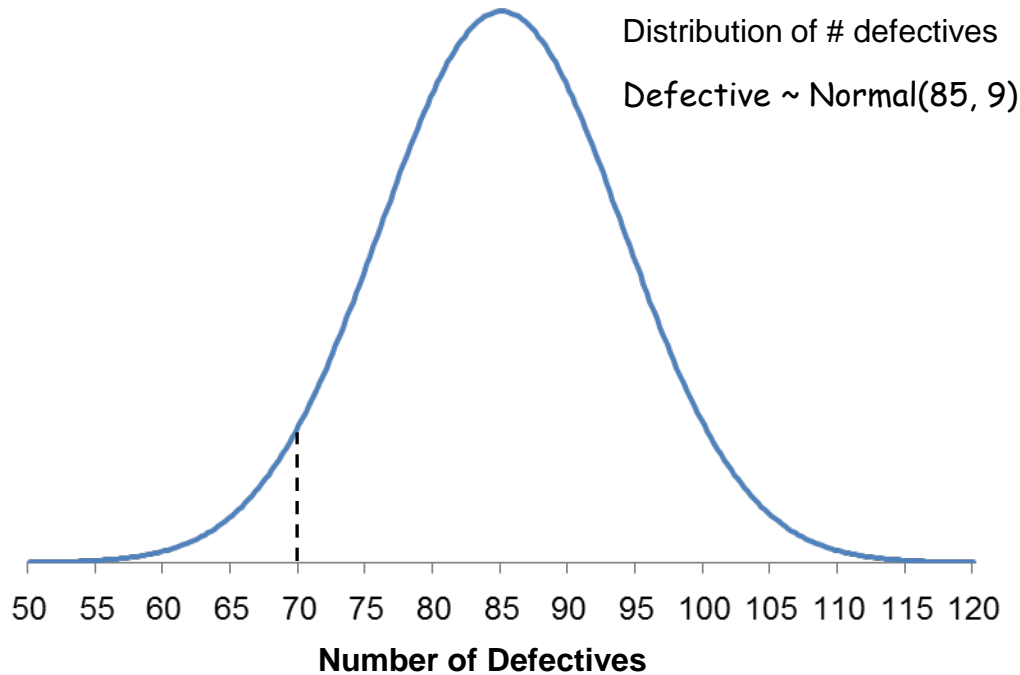 Distribution of # defectives
Defective ~ Normal(85, 9)
50 55 60 65 70 75 80 85 90 95 100 105 110 115 120
Number of Defectives